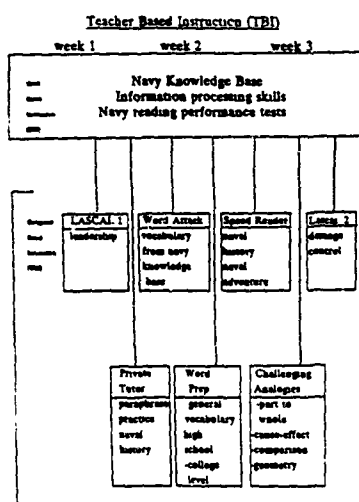 Teacher Based Instruction (TBI)
week 1 week 2 week 3
Navy Knowledge Base
Information processing skills
Navy reading performance tests
LASCAL 1
leadership
Word Attack
vocabulary
from navy
knowledge
base
Speed Reader
naval
history
naval
adventure
Lascal 2
damage
control
Private
Tutor
paraphrase
practice
naval
history
Word
Prep
general
vocabulary
high
school
-college
level
Challenging
Analogies
-part to
whole
-cause-effect
-comparisons
-geometry